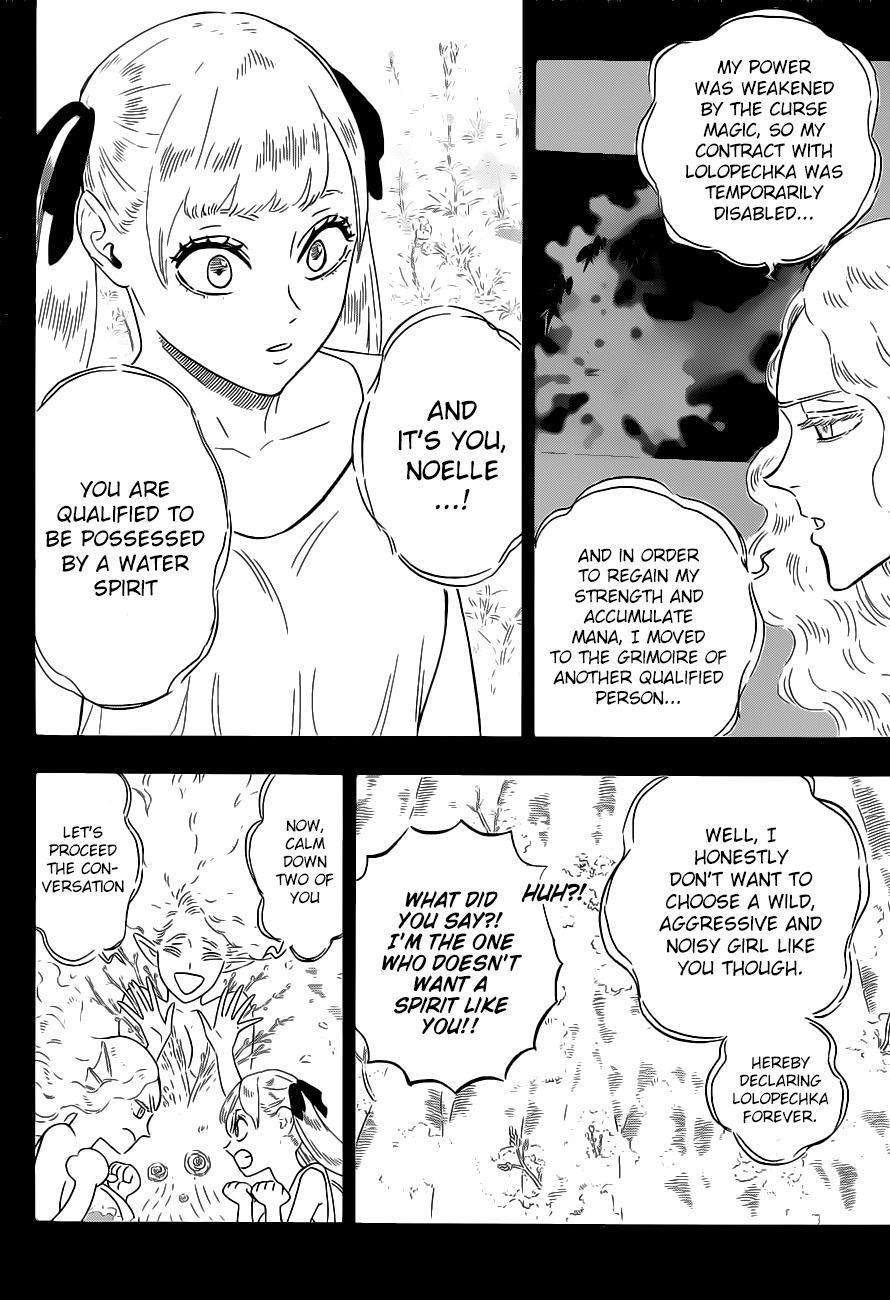 MY POWER
WAS WEAKENED
BY THE CURSE
MAGIC, SO MY
CONTRACT WITH
LOLOPECHKA WAS
TEMPORARILY
DISABLED...
AND IN ORDER
TO REGAIN MY
STRENGTH AND
ACCUMULATE
MANA, I MOVED
TO THE GRIMOIRE OF
ANOTHER QUALIFIED
PERSON...
AND
IT'S YOU,
NOELLE
...!
YOU ARE
QUALIFIED TO
BE POSSESSED
BY A WATER
SPIRIT
WELL, I
HONESTLY
DON'T WANT TO
CHOOSE A WILD,
AGGRESSIVE AND
NOISY GIRL LIKE
YOU THOUGH.
HEREBY
DECLARING
LOLOPECHKA
FOREVER.
HUH?!
WHAT DID
YOU SAY?!
I'M THE ONE
WHO DOESN'T
WANT A
SPIRIT LIKE
YOU!!
NOW,
CALM
DOWN
TWO OF
YOU
LET'S
PROCEED
THE CON-
VERSATION